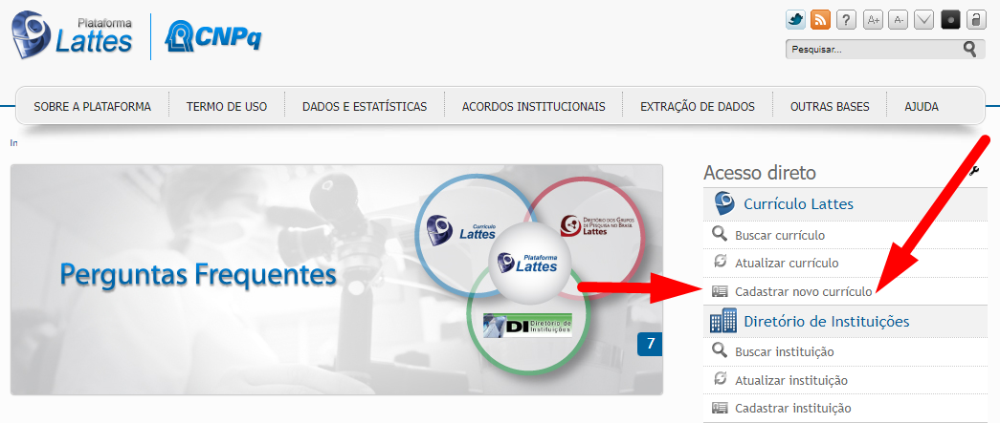 Plataforma
Lattes
CNPq
A+
A-
Pesquisar...
SOBRE A PLATAFORMA
TERMO DE USO
DADOS E ESTATÍSTICAS
ACORDOS INSTITUCIONAIS
EXTRAÇÃO DE DADOS
OUTRAS BASES
AJUDA
In
Perguntas Frequentes
Currículo
Lattes
DIRETÓRIO DOS GRUPOS
DE PESQUISA NO BRASIL
Lattes
Plataforma
Lattes
DI Diretório de
Instituições
7
Acesso direto
Currículo Lattes
Buscar currículo
Atualizar currículo
Cadastrar novo currículo
Diretório de Instituições
Buscar instituição
Atualizar instituição
Cadastrar instituição